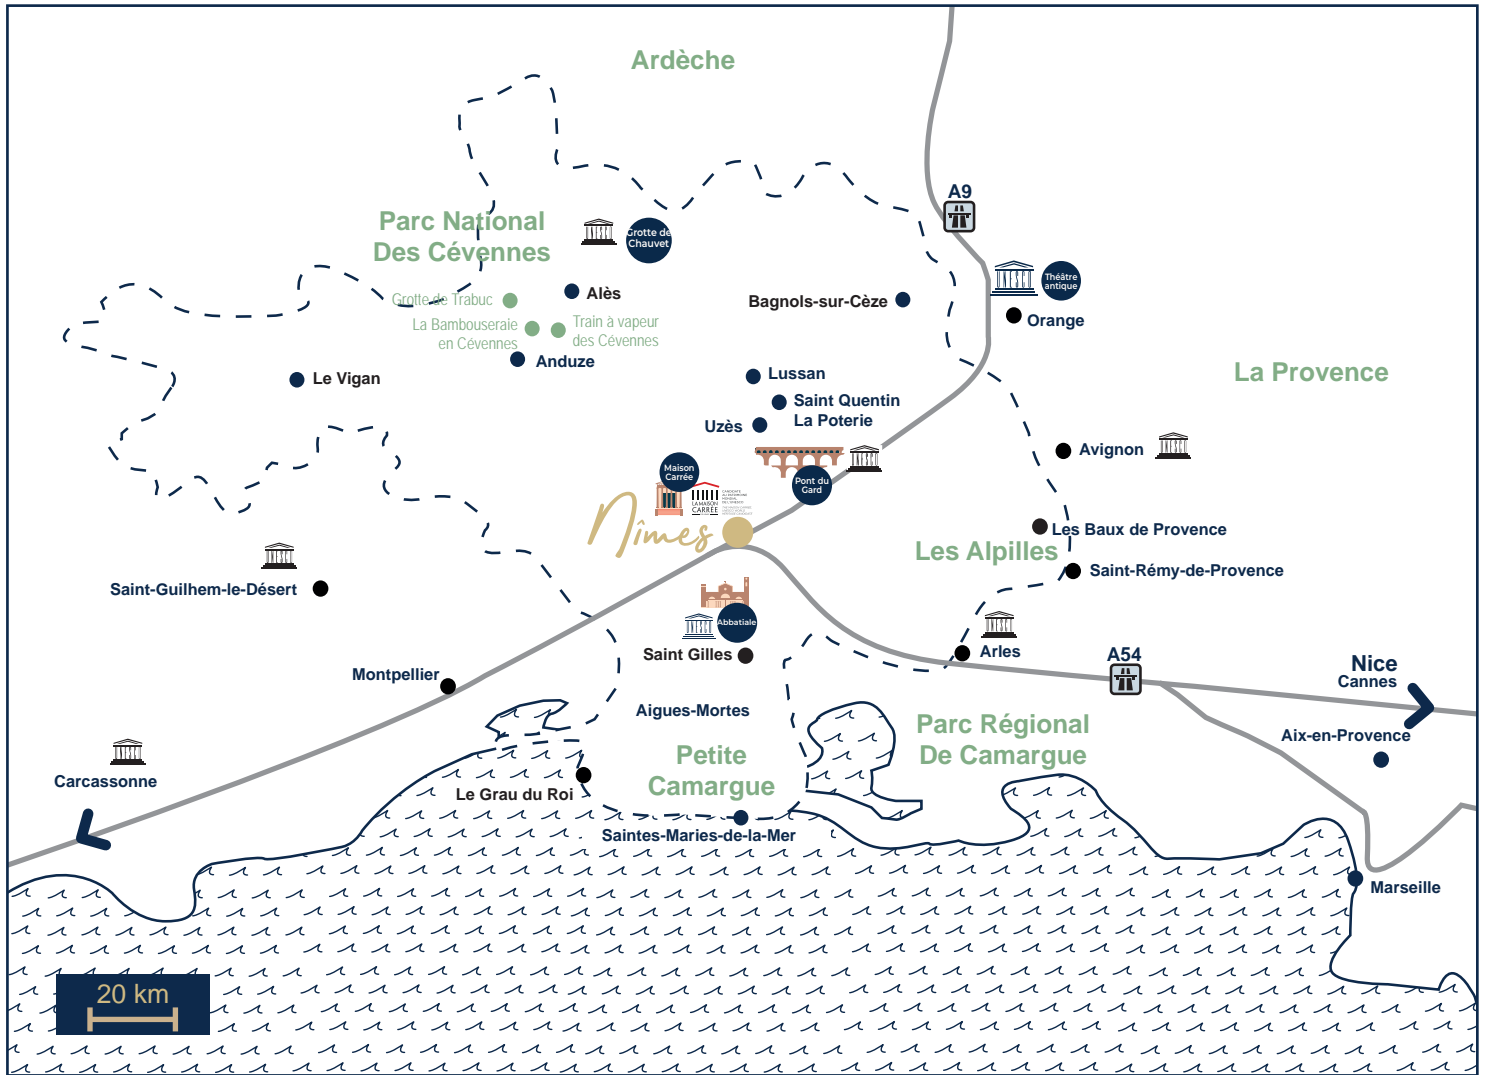 Ardèche
A9
Parc National
Des Cévennes
Grotte de
Chauvet
Théâtre
antique
Alès
Grotte de Trabuc
Bagnols-sur-Cèze
Orange
La Bambouseraie
en Cévennes
Train à vapeur
des Cévennes
Anduze
Le Vigan
Lussan
La Provence
Saint Quentin
La Poterie
Uzès
Avignon
Maison
Carrée
Pont du
Gard
LA MAISON
CARRÉE
Nîmes
Les Baux de Provence
Les Alpilles
Saint-Rémy-de-Provence
Saint-Guilhem-le-Désert
Abbatiale
Saint Gilles
Arles
A54
Montpellier
Nice
Cannes
Aigues-Mortes
Parc Régional
De Camargue
Aix-en-Provence
Petite
Camargue
Carcassonne
Le Grau du Roi
Saintes-Maries-de-la-Mer
Marseille
20 km